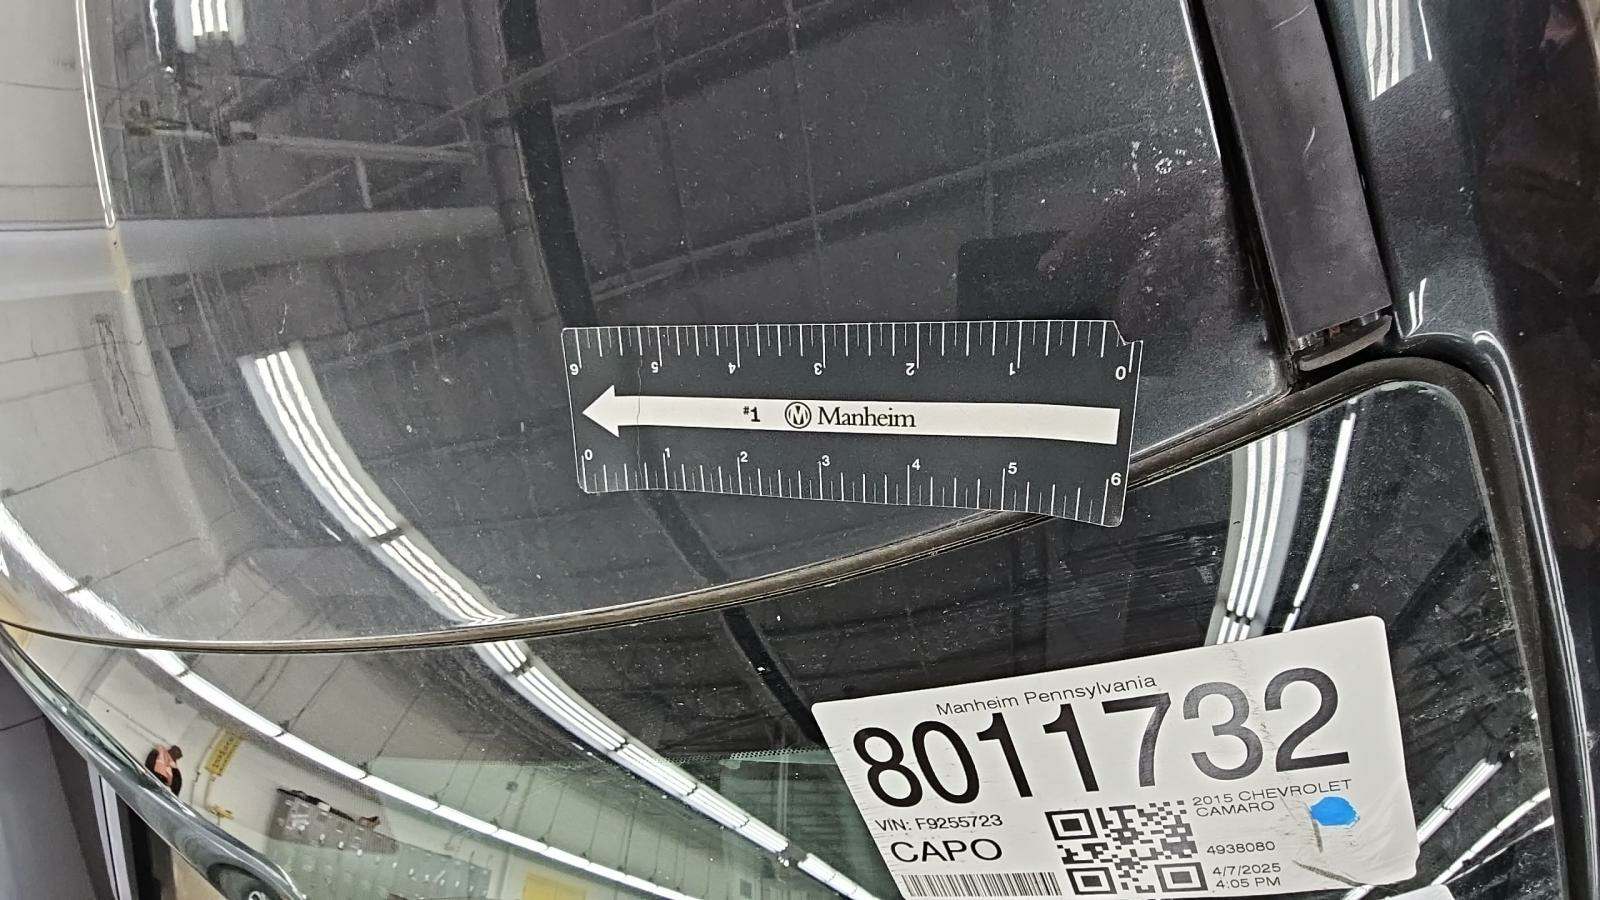 6 5 4 3 2 1 0
#1 Manheim
0 1 2 3 4 5 6
Manheim Pennsylvania
8011732
VIN: F9255723
2015 CHEVROLET
CAMARO
CAPO
4938080
4/7/2025
4:05 PM